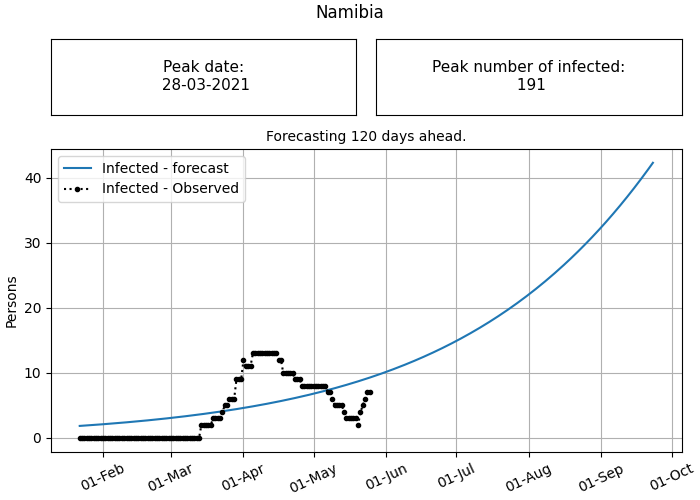 Namibia
Peak date:
28-03-2021
Peak number of infected:
191
Forecasting 120 days ahead.
Infected - forecast
Infected - Observed
Persons
40
30
20
10
0
01-Feb
01-Mar
01-Apr
01-May
01-Jun
01-Jul
01-Aug
01-Sep
01-Oct